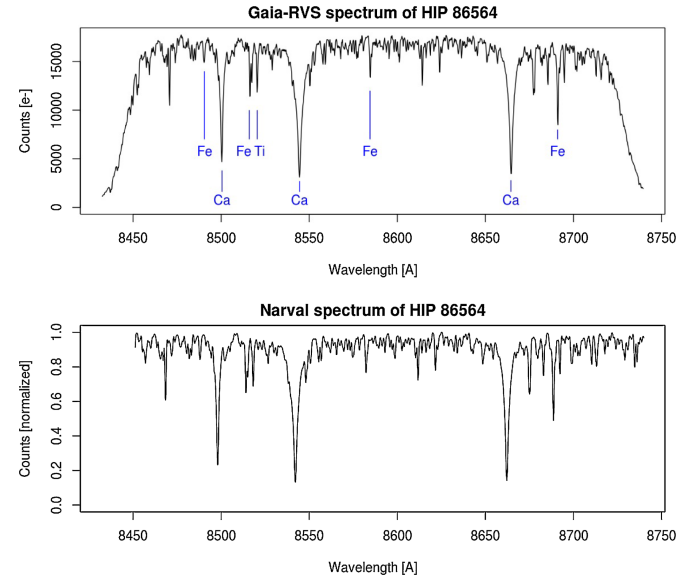 Gaia-RVS spectrum of HIP 86564
Counts [e-]
15000
10000
5000
0
Fe
Fe Ti
Fe
Fe
Ca
Ca
Ca
8450 8500 8550 8600 8650 8700 8750
Wavelength [A]
Narval spectrum of HIP 86564
Counts [normalized]
1.0
0.8
0.6
0.4
0.2
0.0
8450 8500 8550 8600 8650 8700 8750
Wavelength [A]